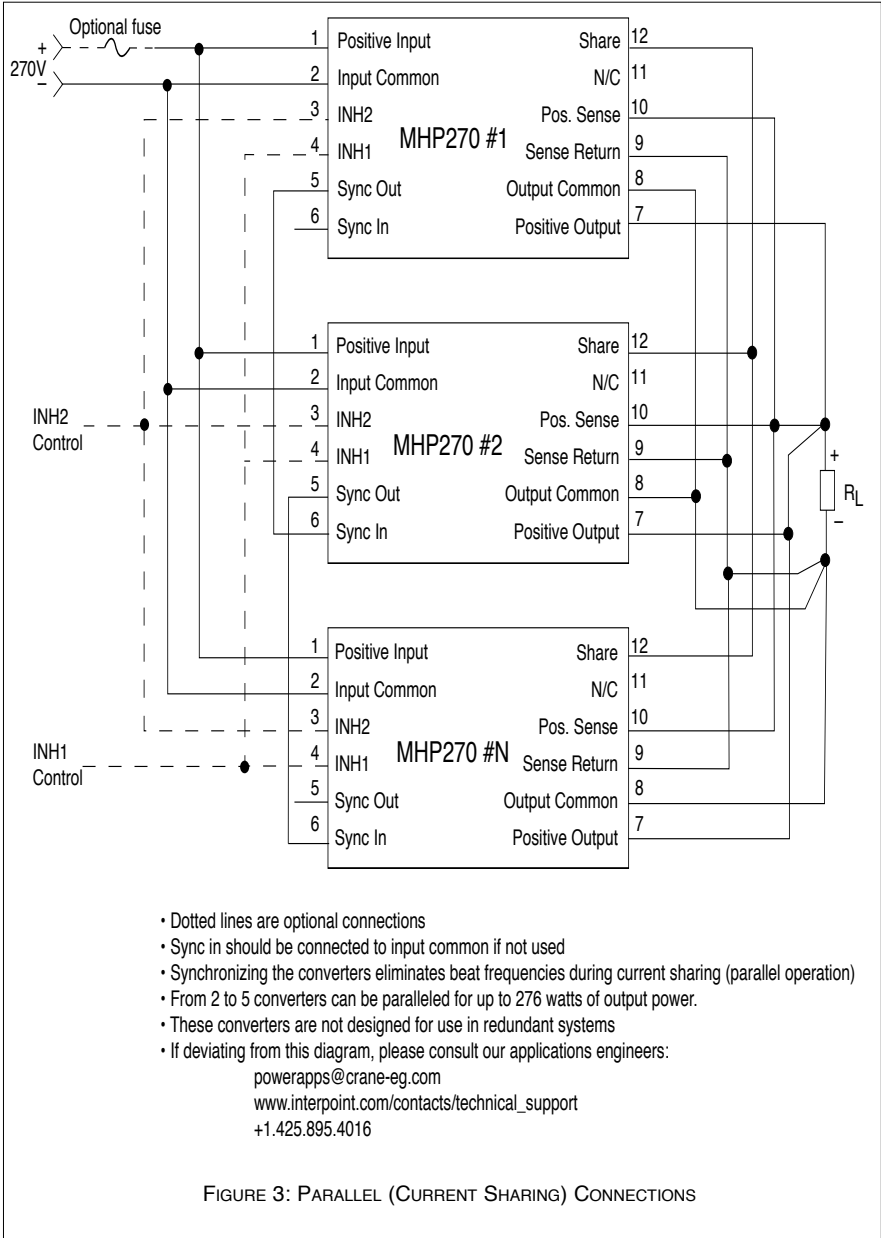 Optional fuse
+
270V
–
1 Positive Input Share 12
2 Input Common N/C 11
3 INH2 Pos. Sense 10
MHP270 #1
4 INH1 Sense Return 9
5 Sync Out Output Common 8
6 Sync In Positive Output 7
1 Positive Input Share 12
2 Input Common N/C 11
INH2
Control
3 INH2 Pos. Sense 10
MHP270 #2
4 INH1 Sense Return 9
5 Sync Out Output Common 8
6 Sync In Positive Output 7
+
RL
–
1 Positive Input Share 12
2 Input Common N/C 11
3 INH2 Pos. Sense 10
MHP270 #N
INH1
Control
4 INH1 Sense Return 9
5 Sync Out Output Common 8
6 Sync In Positive Output 7
• Dotted lines are optional connections
• Sync in should be connected to input common if not used
• Synchronizing the converters eliminates beat frequencies during current sharing (parallel operation)
• From 2 to 5 converters can be paralleled for up to 276 watts of output power.
• These converters are not designed for use in redundant systems
• If deviating from this diagram, please consult our applications engineers:
powerapps@crane-eg.com
www.interpoint.com/contacts/technical_support
+1.425.895.4016
FIGURE 3: PARALLEL (CURRENT SHARING) CONNECTIONS